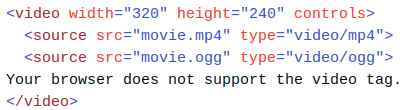 <video width="320" height="240" controls>
  <source src="movie.mp4" type="video/mp4">
  <source src="movie.ogg" type="video/ogg">
Your browser does not support the video tag.
</video>